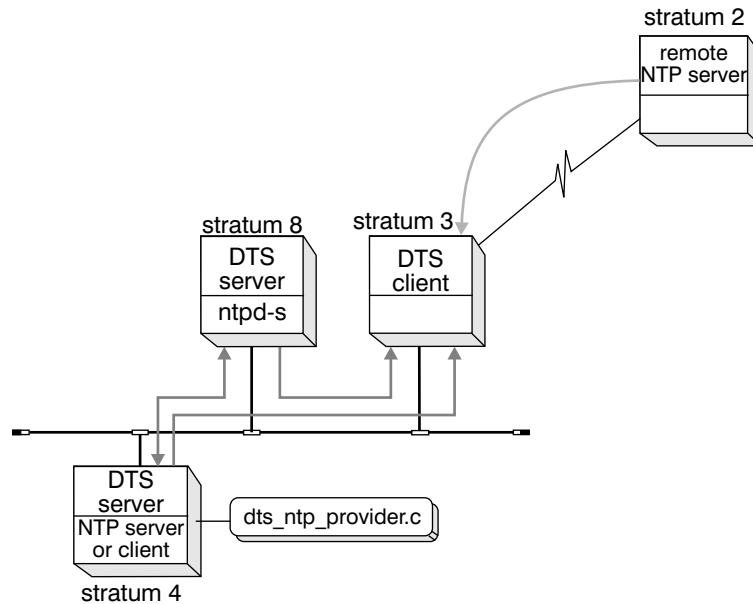 stratum 2
remote
NTP server
stratum 8
DTS
server
ntpd-s
stratum 3
DTS
client
DTS
server
NTP server
or client
stratum 4
dts_ntp_provider.c